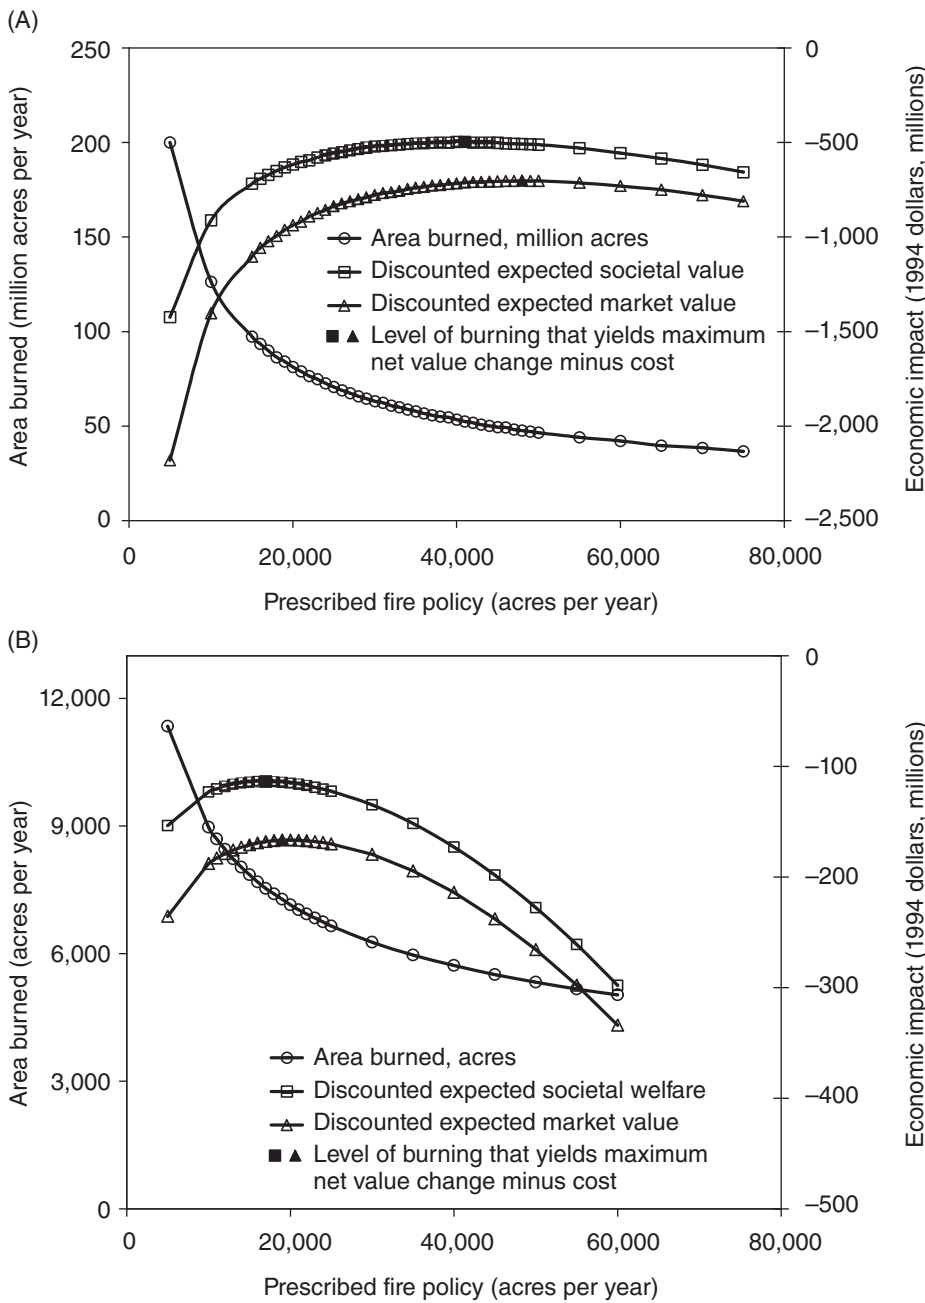 (A)
Area burned (million acres per year)
250
200
150
100
50
0
0
−500
−1,000
−1,500
−2,000
−2,500
Economic impact (1994 dollars, millions)
Area burned, million acres
Discounted expected societal value
Discounted expected market value
Level of burning that yields maximum
net value change minus cost
0
20,000
40,000
60,000
80,000
Prescribed fire policy (acres per year)
(B)
Area burned (acres per year)
12,000
9,000
6,000
3,000
0
0
−100
−200
−300
−400
−500
Economic impact (1994 dollars, millions)
Area burned, acres
Discounted expected societal welfare
Discounted expected market value
Level of burning that yields maximum
net value change minus cost
0
20,000
40,000
60,000
80,000
Prescribed fire policy (acres per year)